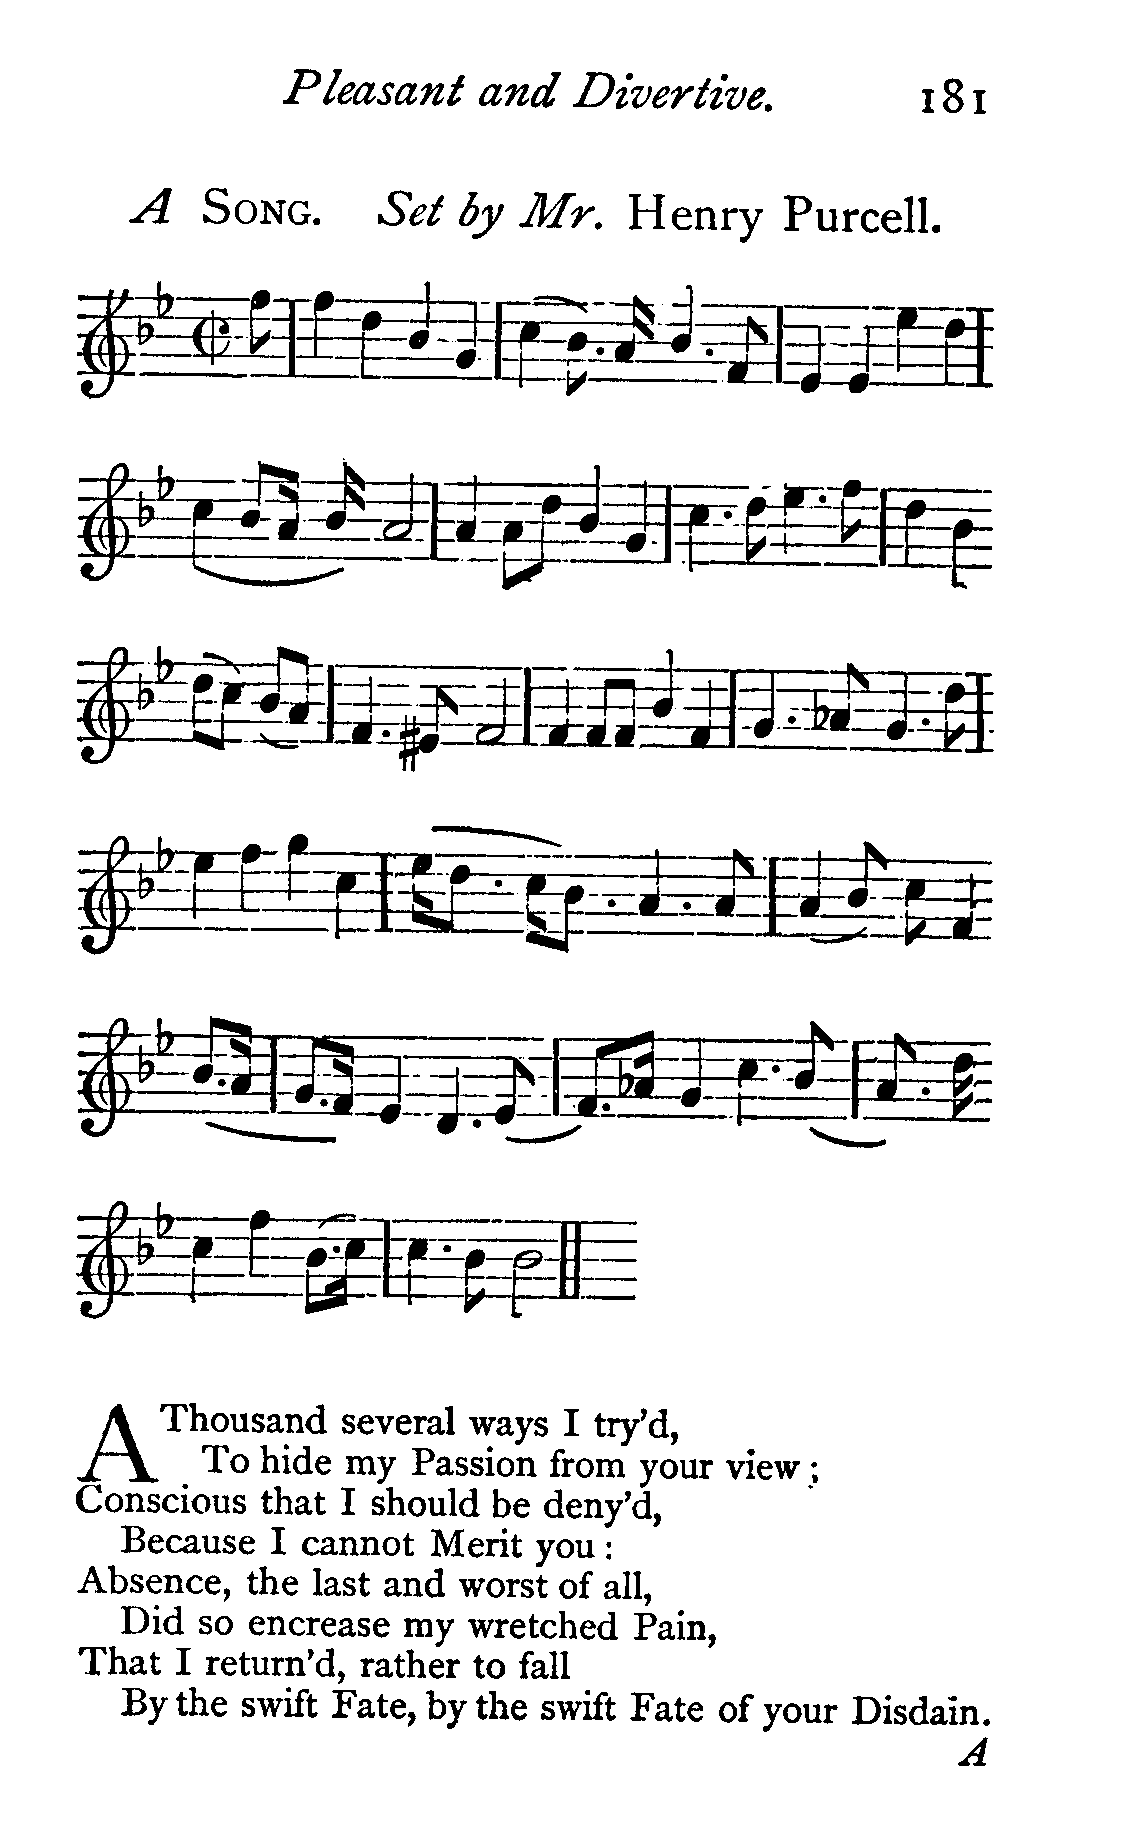 Pleasant and Divertive. 181
A SONG. Set by Mr. Henry Purcell.
A Thousand several ways I try'd,
To hide my Passion from your view;
Conscious that I should be deny'd,
Because I cannot Merit you:
Absence, the last and worst of all,
Did so encrease my wretched Pain,
That I return'd, rather to fall
By the swift Fate, by the swift Fate of your Disdain.
A